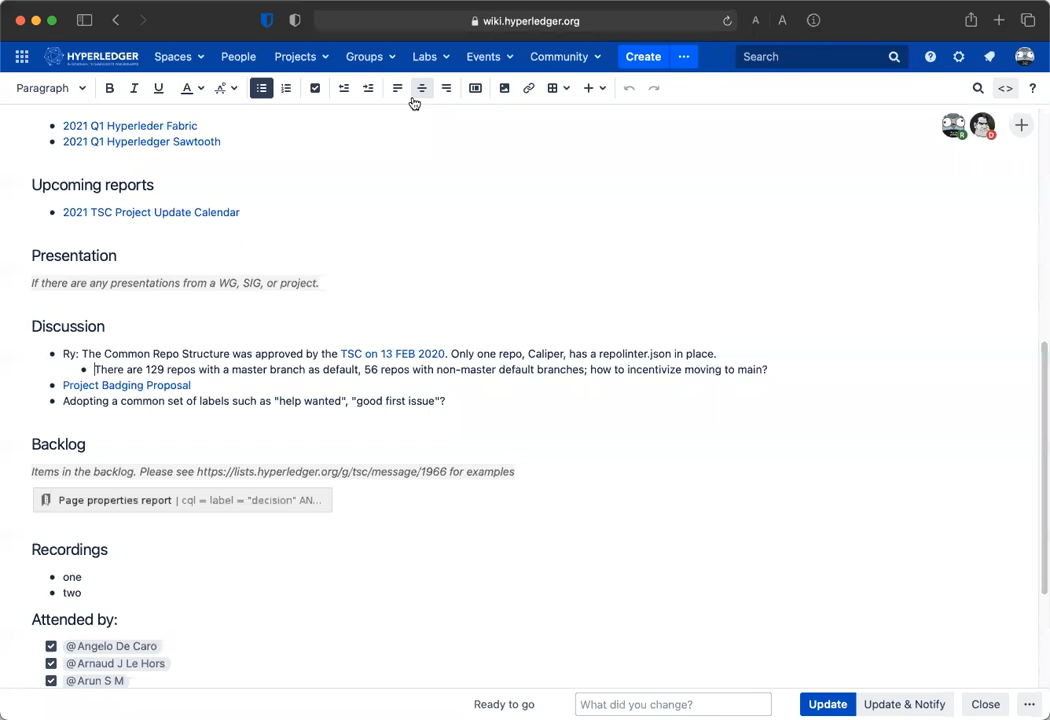 wiki.hyperledger.org
A A
HYPERLEDGER Spaces People Projects Groups Labs Events Community Create ... Search
Paragraph B I U A <> ?
2021 Q1 Hyperleder Fabric
2021 Q1 Hyperledger Sawtooth
R D
Upcoming reports
2021 TSC Project Update Calendar
Presentation
If there are any presentations from a WG, SIG, or project.
Discussion
Ry: The Common Repo Structure was approved by the TSC on 13 FEB 2020. Only one repo, Caliper, has a repolinter.json in place.
There are 129 repos with a master branch as default, 56 repos with non-master default branches; how to incentivize moving to main?
Project Badging Proposal
Adopting a common set of labels such as "help wanted", "good first issue"?
Backlog
Items in the backlog. Please see https://lists.hyperledger.org/g/tsc/message/1966 for examples
Page properties report | cql = label = "decision" AN...
Recordings
one
two
Attended by:
@Angelo De Caro
@Arnaud J Le Hors
@Arun S M
Ready to go What did you change? Update Update & Notify Close ...